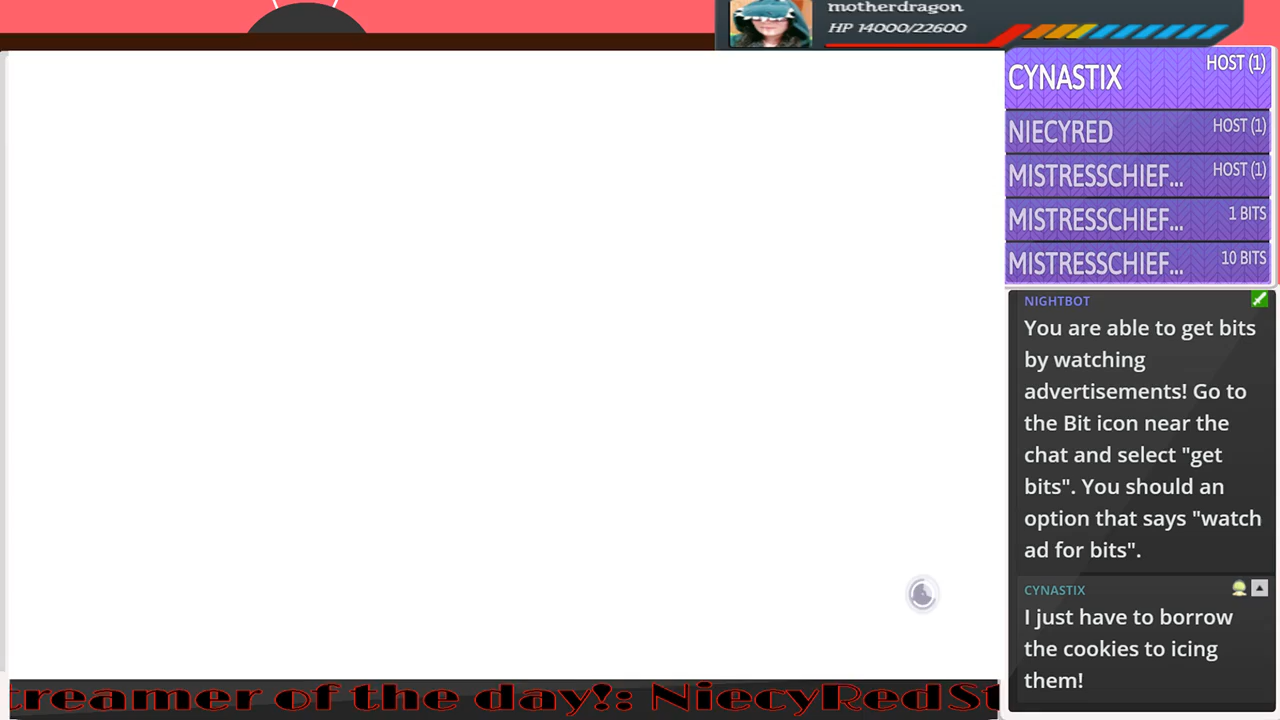 motherdragon
HP 14000/22600
CYNASTIX HOST (1)
NIECYRED HOST (1)
MISTRESSCHIEF... HOST (1)
MISTRESSCHIEF... 1 BITS
MISTRESSCHIEF... 10 BITS
NIGHTBOT
You are able to get bits
by watching
advertisements! Go to
the Bit icon near the
chat and select "get
bits". You should an
option that says "watch
ad for bits".
CYNASTIX
I just have to borrow
the cookies to icing
them!
treamer of the day!: NiecyRedSt